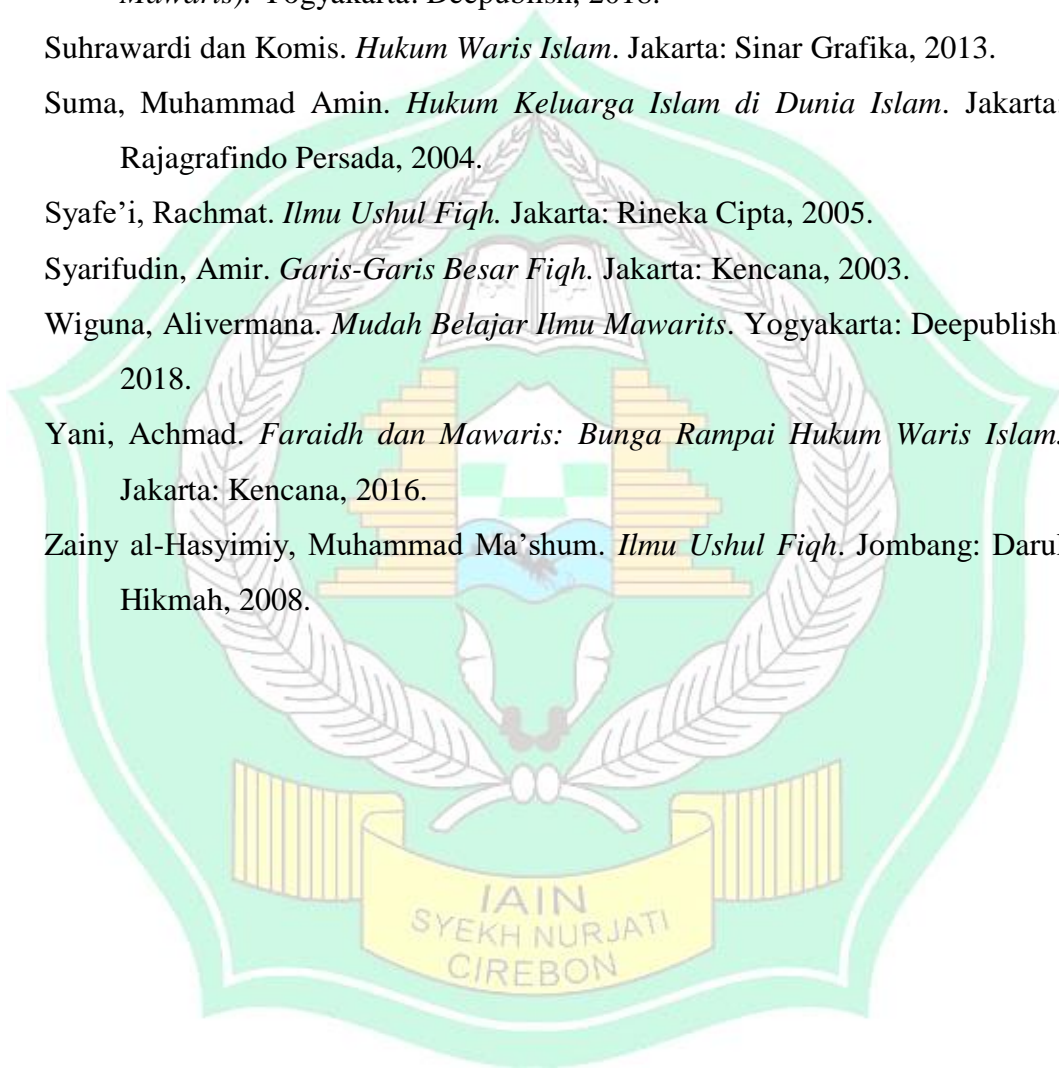 Mawaris). Yogyakarta: Deepublish, 2018.
Suhrawardi dan Komis. Hukum Waris Islam. Jakarta: Sinar Grafika, 2013.
Suma, Muhammad Amin. Hukum Keluarga Islam di Dunia Islam. Jakarta:
Rajagrafindo Persada, 2004.
Syafe’i, Rachmat. Ilmu Ushul Fiqh. Jakarta: Rineka Cipta, 2005.
Syarifudin, Amir. Garis-Garis Besar Fiqh. Jakarta: Kencana, 2003.
Wiguna, Alivermana. Mudah Belajar Ilmu Mawarits. Yogyakarta: Deepublish,
2018.
Yani, Achmad. Faraidh dan Mawaris: Bunga Rampai Hukum Waris Islam.
Jakarta: Kencana, 2016.
Zainy al-Hasyimiy, Muhammad Ma’shum. Ilmu Ushul Fiqh. Jombang: Darul
Hikmah, 2008.
IAIN
SYEKH NURJATI
CIREBON